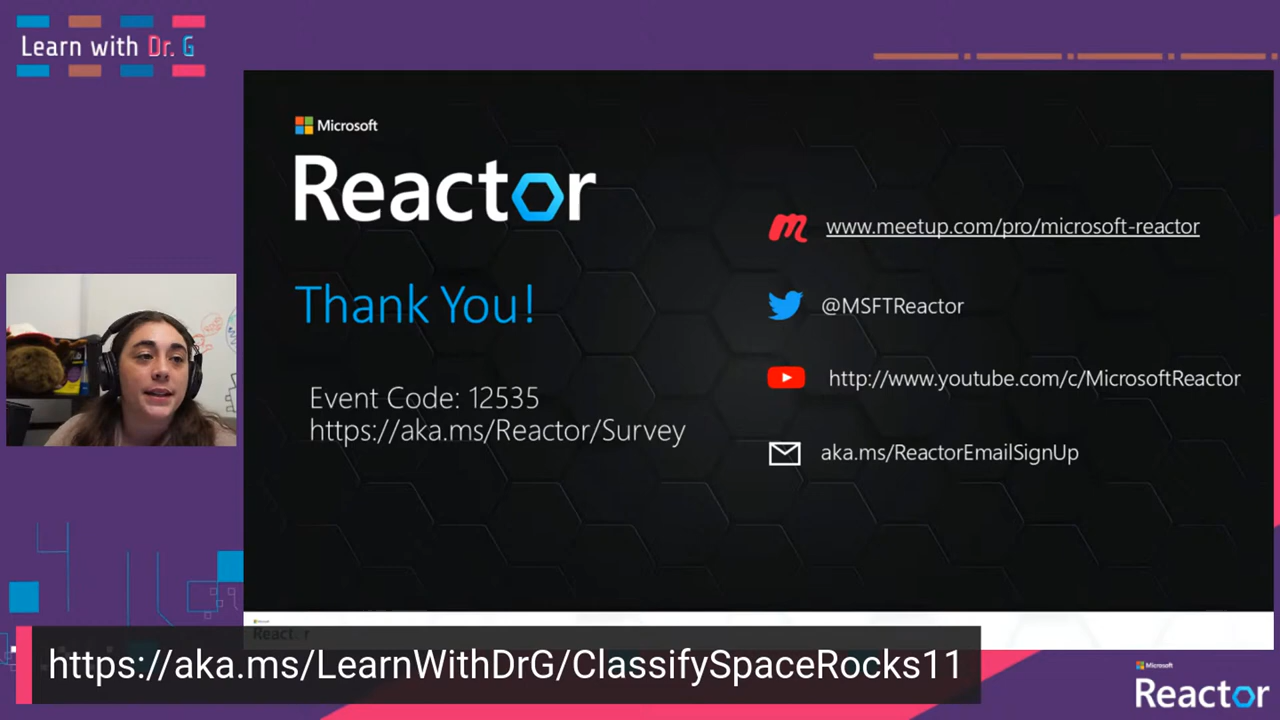 Learn with Dr. G
Microsoft
Reactor
Thank You!
Event Code: 12535
https://aka.ms/Reactor/Survey
www.meetup.com/pro/microsoft-reactor
@MSFTReactor
http://www.youtube.com/c/MicrosoftReactor
aka.ms/ReactorEmailSignUp
Reactor
https://aka.ms/LearnWithDrG/ClassifySpaceRocks11
Microsoft
Reactor